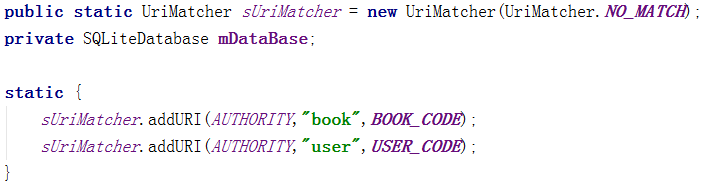 public static UriMatcher sUriMatcher = new UriMatcher(UriMatcher.NO_MATCH);
private SQLiteDatabase mDataBase;
static {
sUriMatcher.addURI(AUTHORITY,"book",BOOK_CODE);
sUriMatcher.addURI(AUTHORITY,"user",USER_CODE);
}